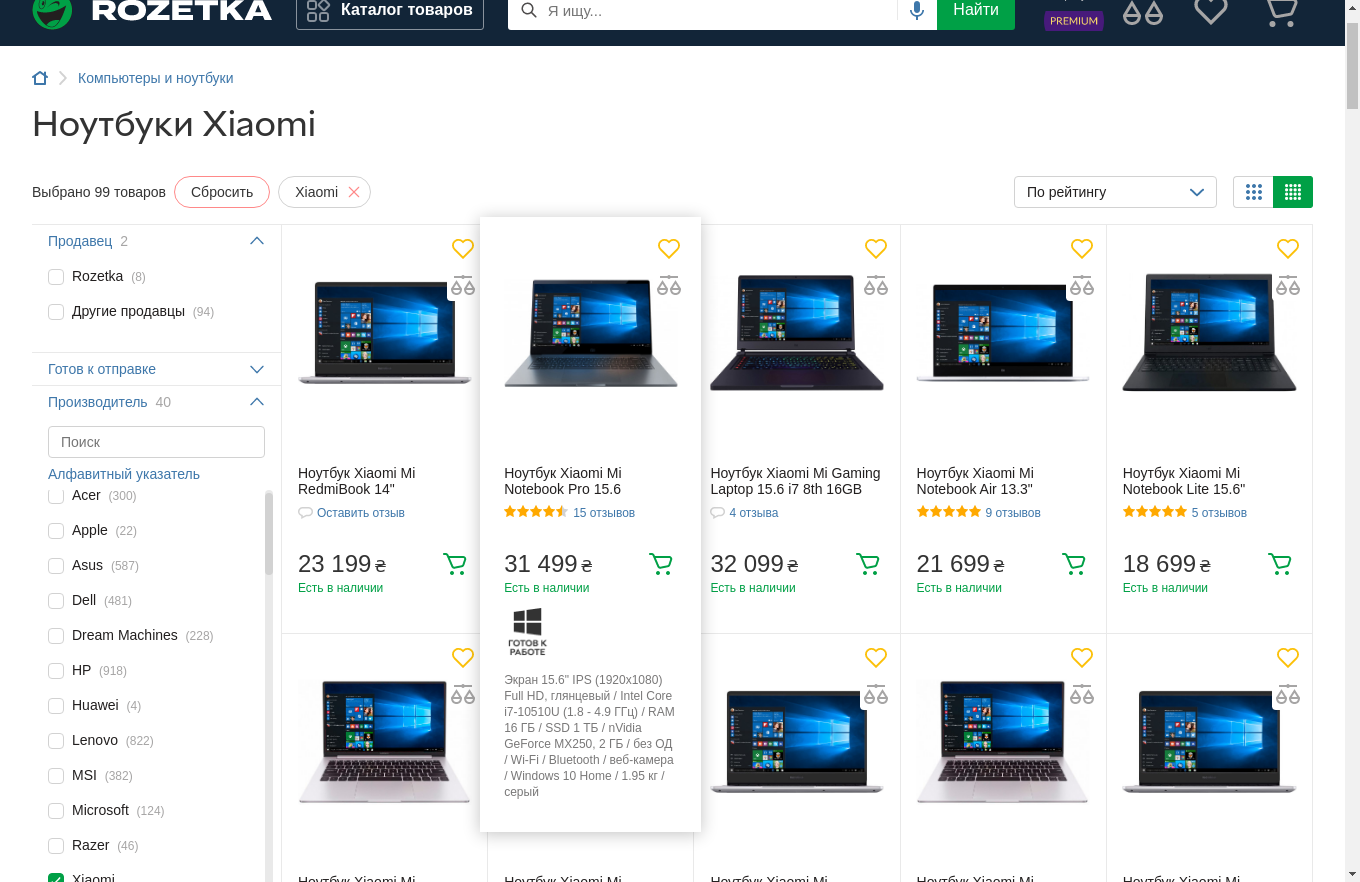 ROZETKA
Каталог товаров
Я ищу...
Найти
PREMIUM
Компьютеры и ноутбуки
Ноутбуки Xiaomi
Выбрано 99 товаров
Сбросить
Xiaomi
По рейтингу
Продавец 2
Rozetka (8)
Другие продавцы (94)
Готов к отправке
Производитель 40
Поиск
Алфавитный указатель
Acer (300)
Apple (22)
Asus (587)
Dell (481)
Dream Machines (228)
HP (918)
Huawei (4)
Lenovo (822)
MSI (382)
Microsoft (124)
Razer (46)
Xiaomi
Ноутбук Xiaomi Mi
RedmiBook 14"
Оставить отзыв
23 199 ₴
Есть в наличии
Ноутбук Xiaomi Mi
Notebook Pro 15.6
15 отзывов
31 499 ₴
Есть в наличии
ГОТОВ К
РАБОТЕ
Экран 15.6" IPS (1920x1080)
Full HD, глянцевый / Intel Core
i7-10510U (1.8 - 4.9 ГГц) / RAM
16 ГБ / SSD 1 ТБ / nVidia
GeForce MX250, 2 ГБ / без ОД
/ Wi-Fi / Bluetooth / веб-камера
/ Windows 10 Home / 1.95 кг /
серый
Ноутбук Xiaomi Mi Gaming
Laptop 15.6 i7 8th 16GB
4 отзыва
32 099 ₴
Есть в наличии
Ноутбук Xiaomi Mi
Notebook Air 13.3"
9 отзывов
21 699 ₴
Есть в наличии
Ноутбук Xiaomi Mi
Notebook Lite 15.6"
5 отзывов
18 699 ₴
Есть в наличии
Ноутбук Xiaomi Mi
Ноутбук Xiaomi Mi
Ноутбук Xiaomi Mi
Ноутбук Xiaomi Mi
Ноутбук Xiaomi Mi